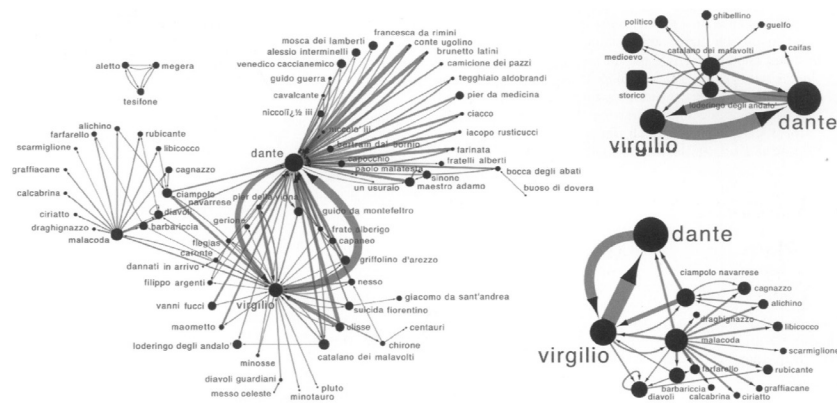 aletto
megera
tesifone
mosca dei lamberti
alessio interminelli
venedico caccianemico
guido guerra
cavalcante
niccolï¿½ iii
niccolo' iii
francesca da rimini
conte ugolino
brunetto latini
camicione dei pazzi
tegghiaio aldobrandi
pier da medicina
ciacco
iacopo rusticucci
bertram dal bornio
farinata
capocchio
fratelli alberti
paolo malatesta
sinone
bocca degli abati
un usuraio
maestro adamo
buoso di dovera
dante
alichino
farfarello
rubicante
scarmiglione
libicocco
graffiacane
cagnazzo
calcabrina
ciampolo
navarrese
ciriatto
diavoli
draghignazzo
barbariccia
malacoda
pier della vigna
guido da montefeltro
gerione
frate alberigo
flegias
capaneo
caronte
griffolino d'arezzo
dannati in arrivo
filippo argenti
nesso
virgilio
giacomo da sant'andrea
vanni fucci
suicida fiorentino
maometto
ulisse
centauri
loderingo degli andalo'
chirone
catalano dei malavolti
minosse
diavoli guardiani
pluto
messo celeste
minotauro
ghibellino
politico
guelfo
catalano dei malavolti
medioevo
caifas
storico
loderingo degli andalo'
virgilio
dante
dante
ciampolo navarrese
cagnazzo
alichino
draghignazzo
libicocco
virgilio
malacoda
scarmiglione
farfarello
rubicante
barbariccia
graffiacane
diavoli
calcabrina
ciriatto